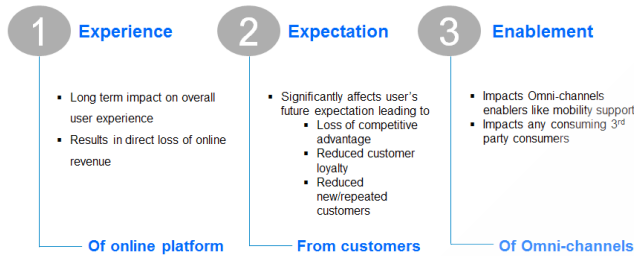 1 Experience
▪ Long term impact on overall
user experience
▪ Results in direct loss of online
revenue
Of online platform
2 Expectation
▪ Significantly affects user's
future expectation leading to
▪ Loss of competitive
advantage
▪ Reduced customer
loyalty
▪ Reduced
new/repeated
customers
From customers
3 Enablement
▪ Impacts Omni-channels
enablers like mobility support
▪ Impacts any consuming 3rd
party consumers
Of Omni-channels